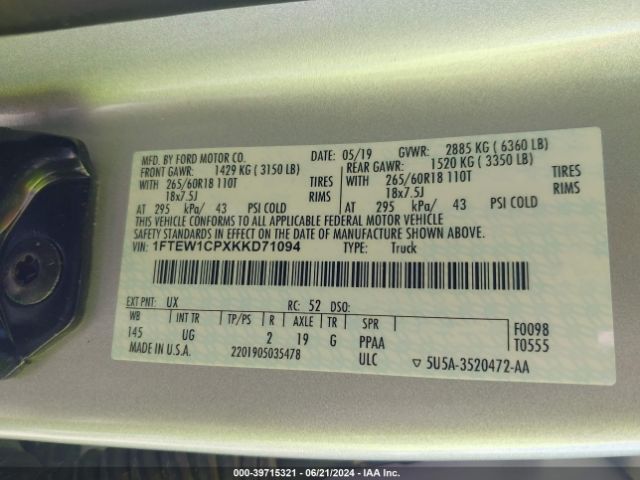 MFD. BY FORD MOTOR CO.
DATE: 05/19 GVWR: 2885 KG ( 6360 LB)
FRONT GAWR: 1429 KG ( 3150 LB) REAR GAWR: 1520 KG ( 3350 LB)
WITH 265/60R18 110T TIRES WITH 265/60R18 110T TIRES
18x7.5J RIMS 18x7.5J RIMS
AT 295 kPa/ 43 PSI COLD AT 295 kPa/ 43 PSI COLD
THIS VEHICLE CONFORMS TO ALL APPLICABLE FEDERAL MOTOR VEHICLE
SAFETY STANDARDS IN EFFECT ON THE DATE OF MANUFACTURE SHOWN ABOVE.
VIN: 1FTEW1CPXKKD71094 TYPE: Truck
EXT PNT: UX RC: 52 DSO:
WB INT TR TP/PS R AXLE TR SPR F0098
145 UG 2 19 G PPAA T0555
MADE IN U.S.A. 2201905035478 ULC ▽ 5U5A-3520472-AA
000-39715321 - 06/21/2024 - IAAI.COM